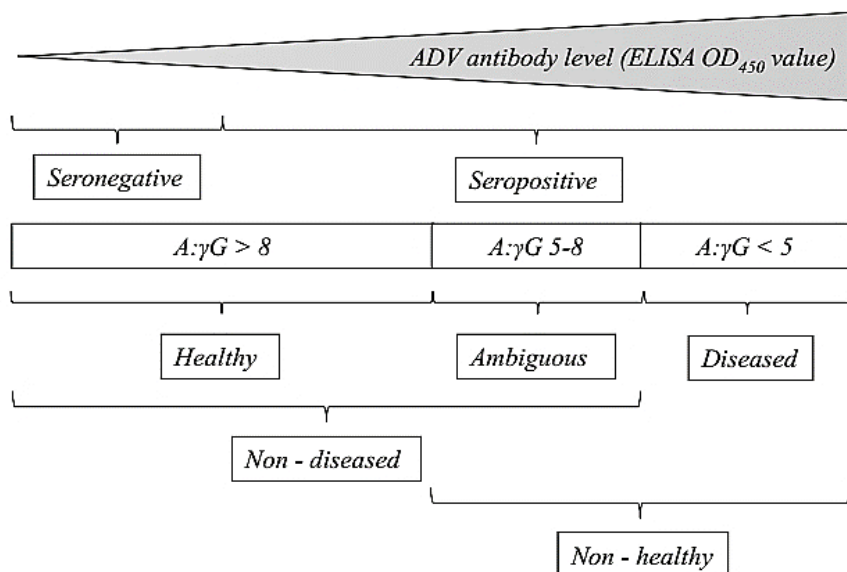 ADV antibody level (ELISA OD450 value)
Seronegative
Seropositive
A:γG > 8
A:γG 5-8
A:γG < 5
Healthy
Ambiguous
Diseased
Non - diseased
Non - healthy